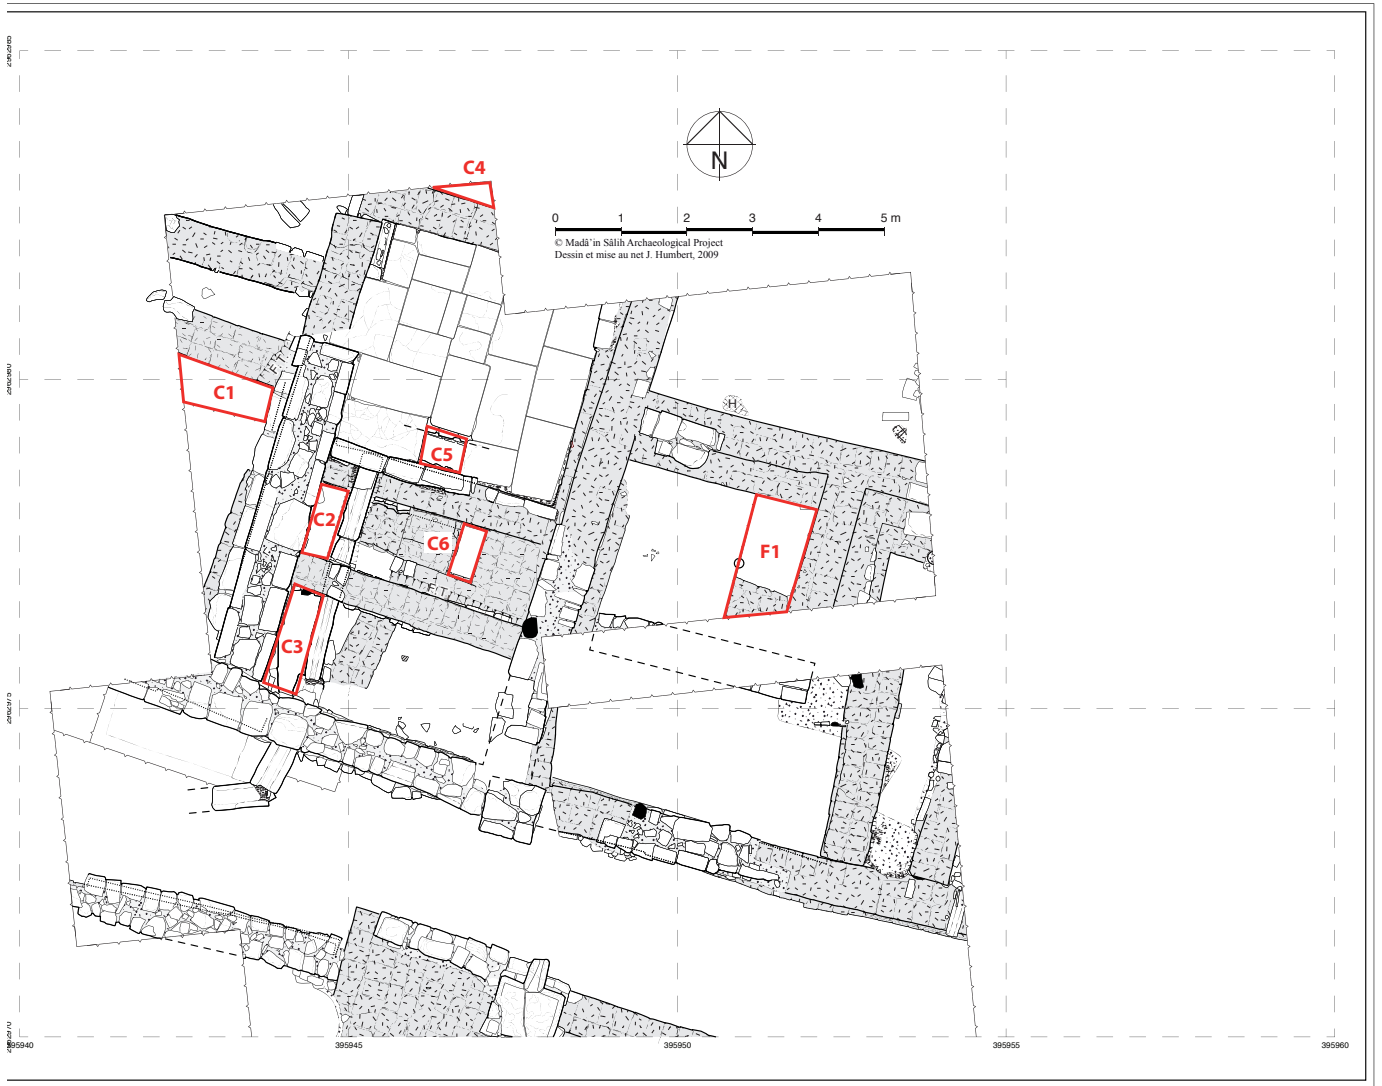 C4
N
0 1 2 3 4 5 m
© Madâ'in Sâlih Archaeological Project
Dessin et mise au net J. Humbert, 2009
C1
H
C5
C2
C6
F1
C3
395940 395945 395950 395955 395960